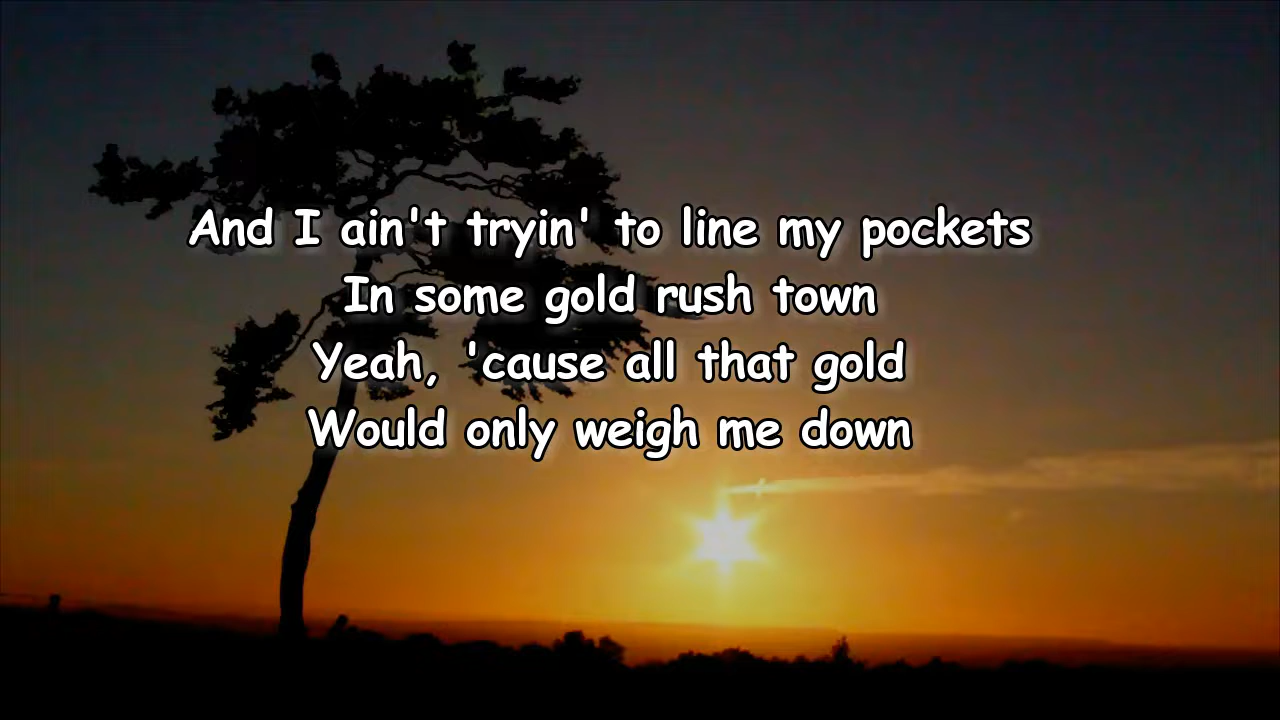 And I ain't tryin' to line my pockets
In some gold rush town
Yeah, 'cause all that gold
Would only weigh me down